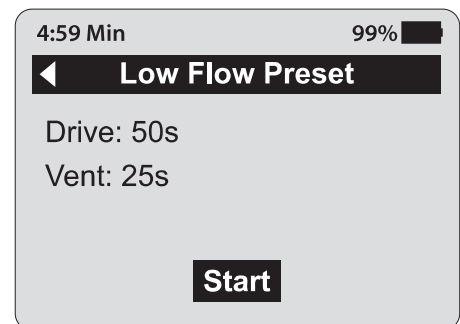 4:59 Min 99%
Low Flow Preset
Drive: 50s
Vent: 25s
Start